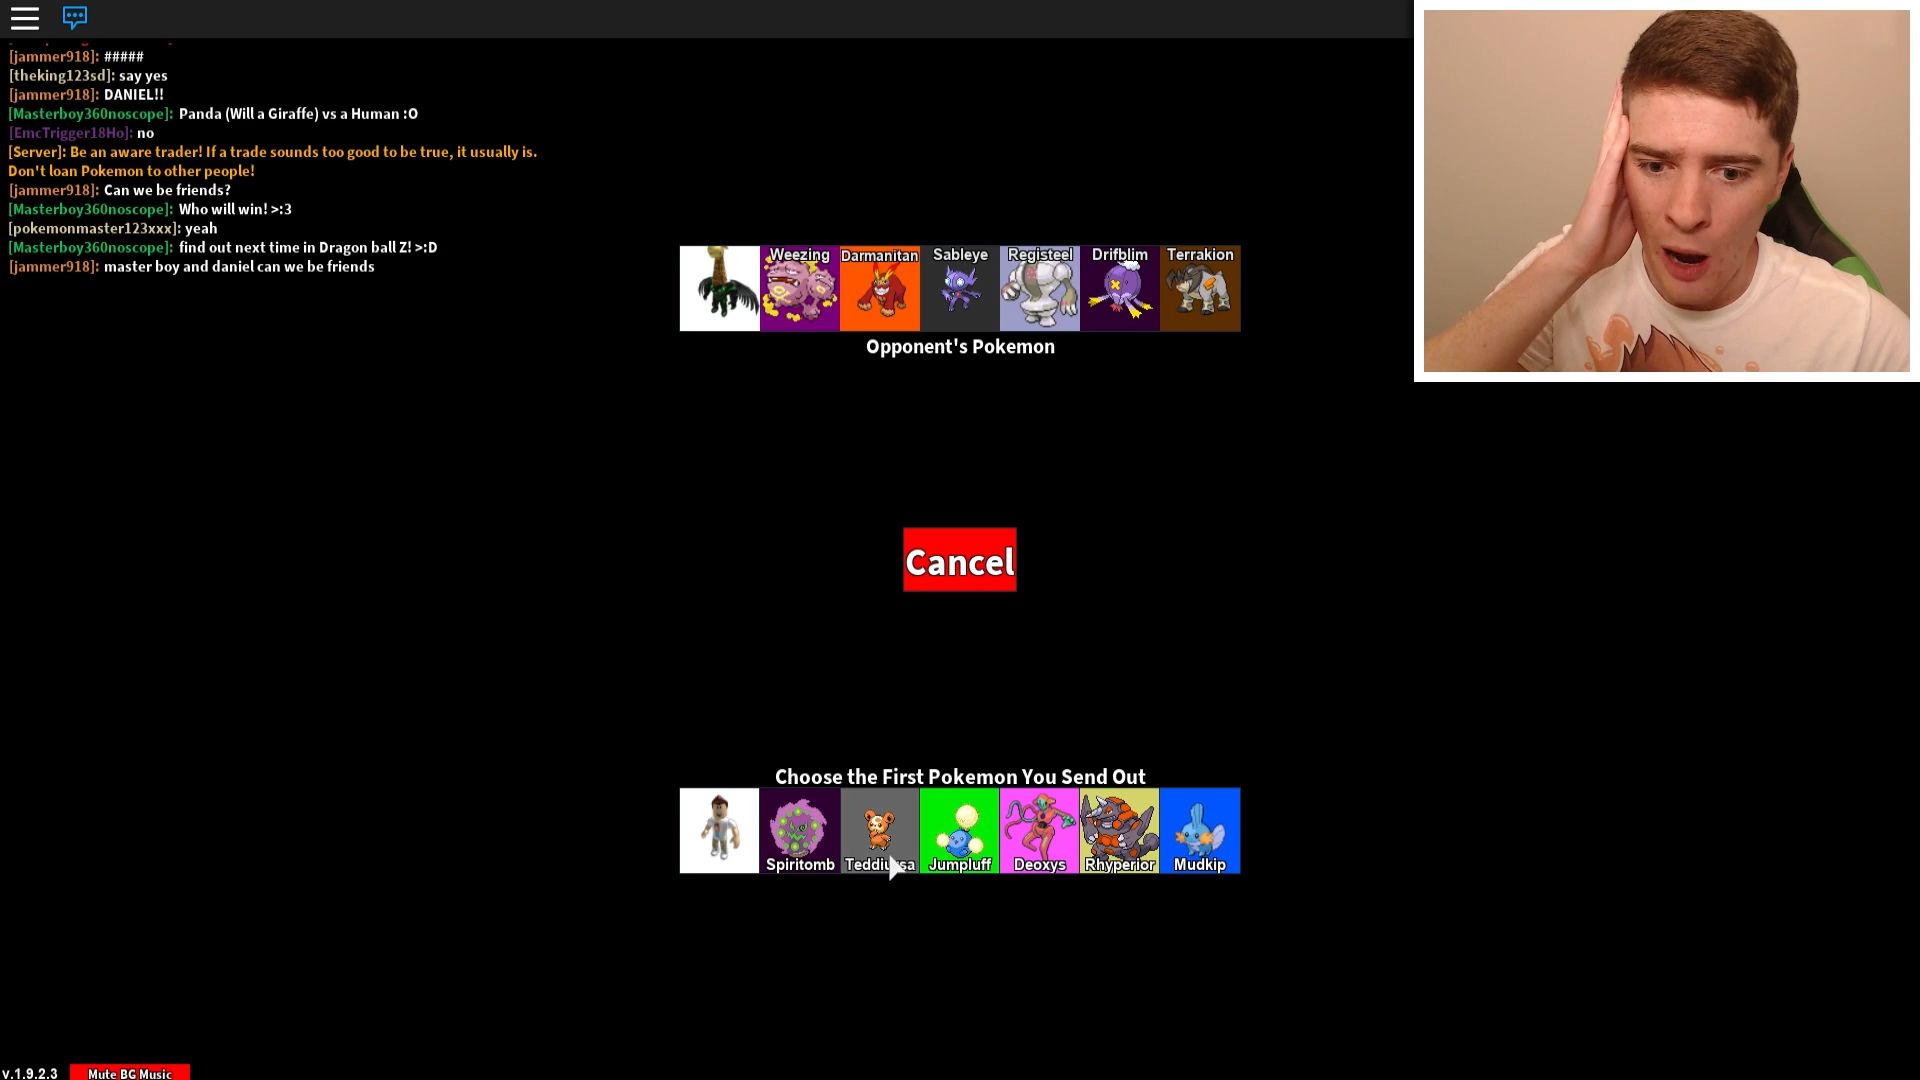 [jammer918]: #####
[theking123sd]: say yes
[jammer918]: DANIEL!!
[Masterboy360noscope]: Panda (Will a Giraffe) vs a Human :O
[EmcTrigger18Ho]: no
[Server]: Be an aware trader! If a trade sounds too good to be true, it usually is.
Don't loan Pokemon to other people!
[jammer918]: Can we be friends?
[Masterboy360noscope]: Who will win! >:3
[pokemonmaster123xxx]: yeah
[Masterboy360noscope]: find out next time in Dragon ball Z! >:D
[jammer918]: master boy and daniel can we be friends
Weezing Darmanitan Sableye Registeel Drifblim Terrakion
Opponent's Pokemon
Cancel
Choose the First Pokemon You Send Out
Spiritomb Teddiursa Jumpluff Deoxys Rhyperior Mudkip
v.1.9.2.3 Mute BG Music